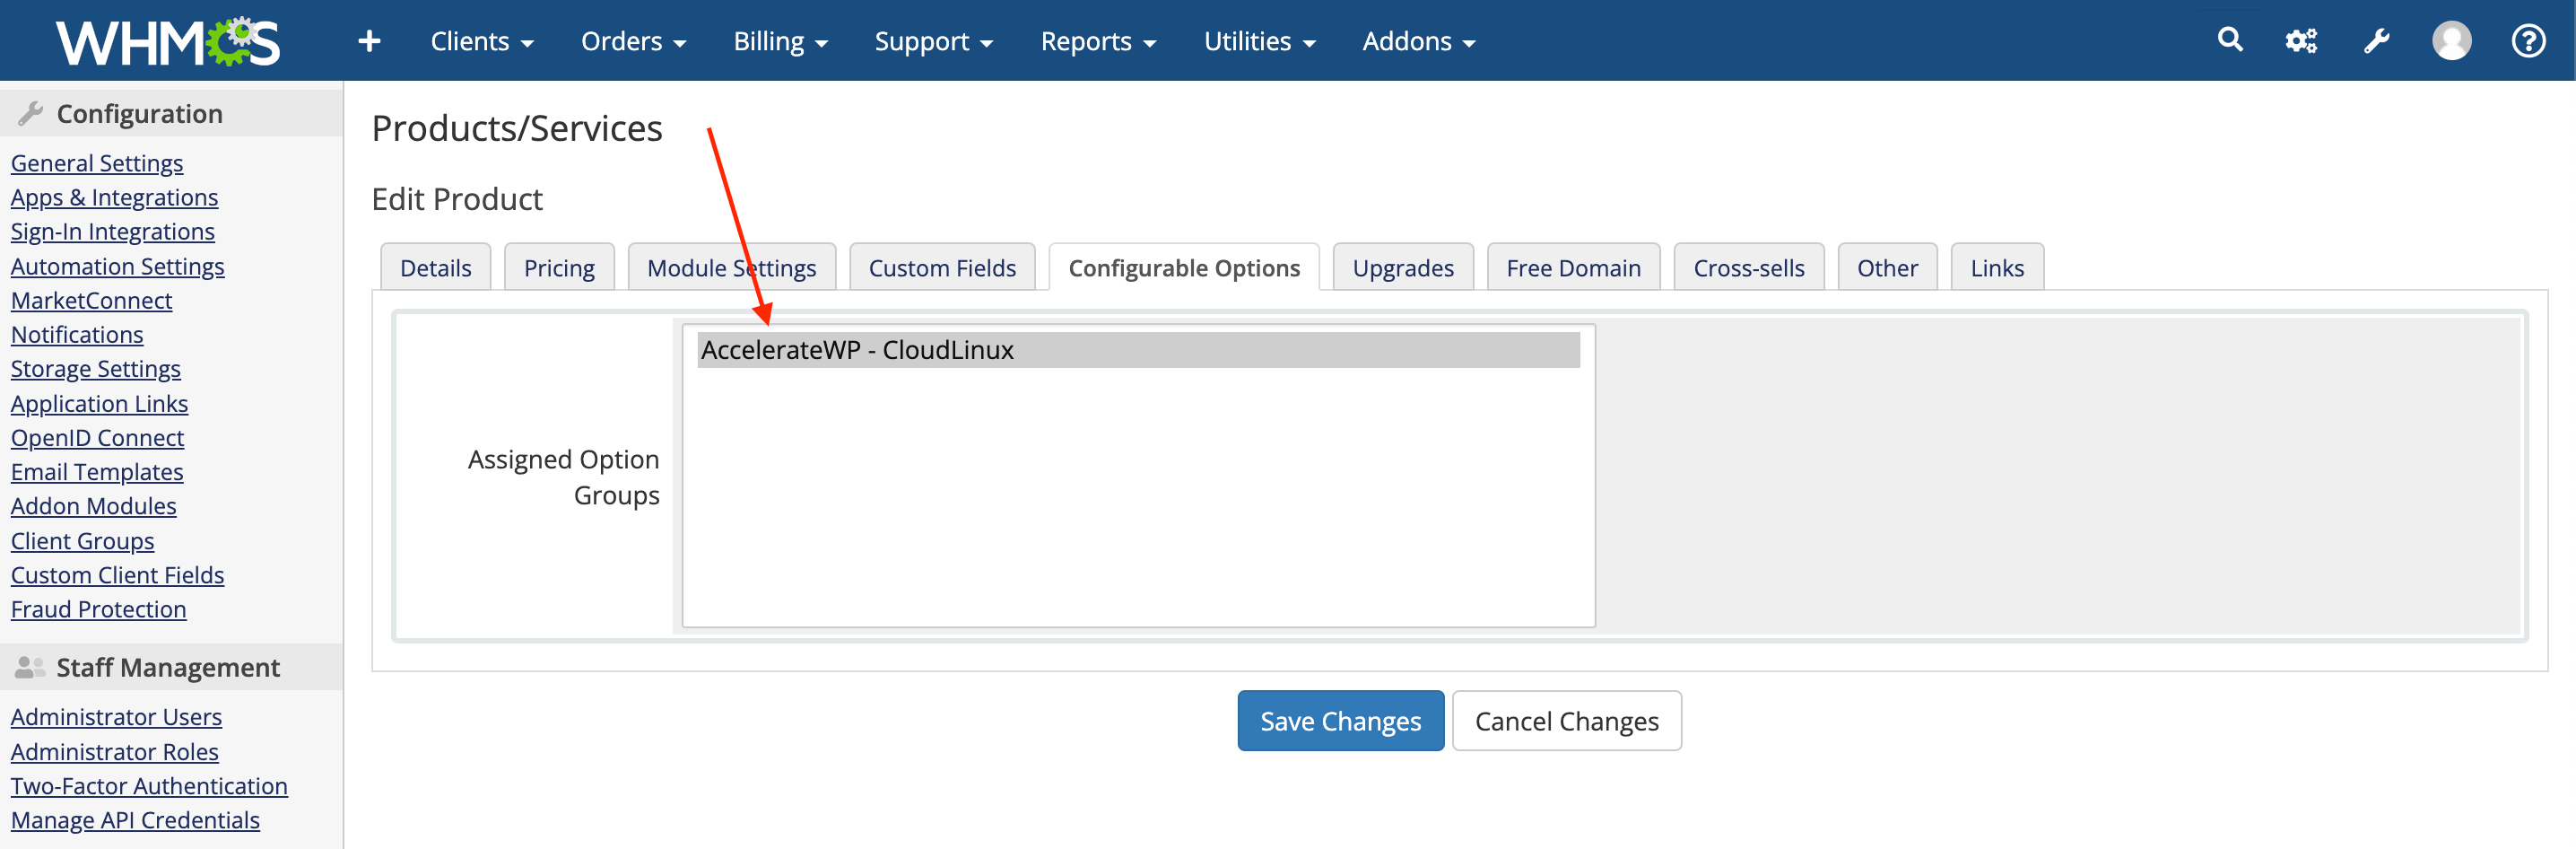 WHMCS
Clients
Orders
Billing
Support
Reports
Utilities
Addons
Configuration
General Settings
Apps & Integrations
Sign-In Integrations
Automation Settings
MarketConnect
Notifications
Storage Settings
Application Links
OpenID Connect
Email Templates
Addon Modules
Client Groups
Custom Client Fields
Fraud Protection
Staff Management
Administrator Users
Administrator Roles
Two-Factor Authentication
Manage API Credentials
Products/Services
Edit Product
Details
Pricing
Module Settings
Custom Fields
Configurable Options
Upgrades
Free Domain
Cross-sells
Other
Links
Assigned Option
Groups
AccelerateWP - CloudLinux
Save Changes
Cancel Changes